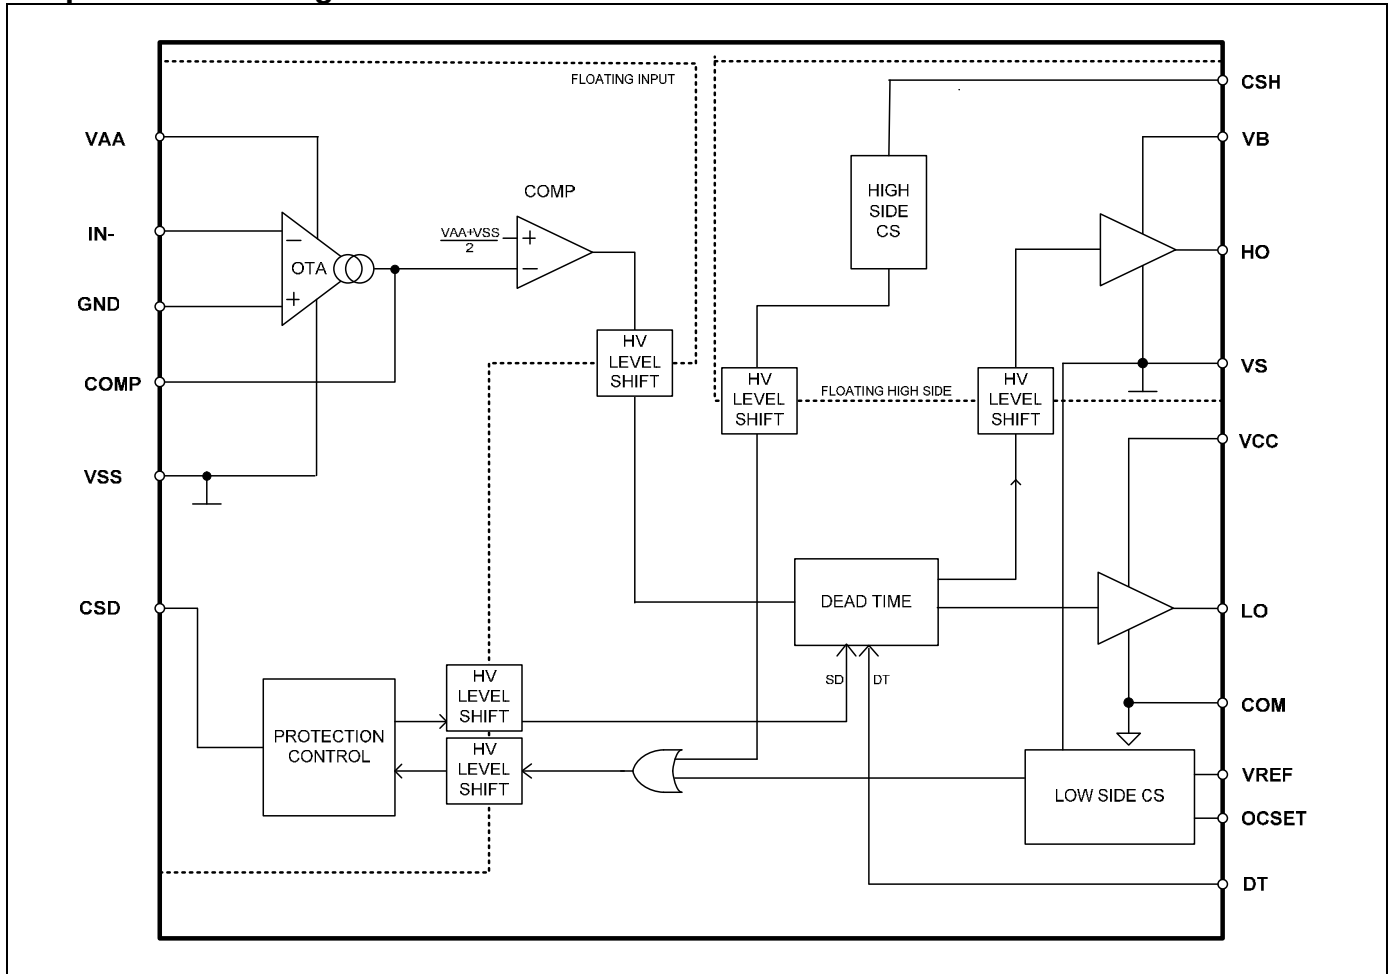 FLOATING INPUT
CSH
VAA
VB
HIGH
SIDE
CS
COMP
IN-
VAA+VSS
2
+
−
−
OTA
+
HO
GND
HV
LEVEL
SHIFT
VS
COMP
HV
LEVEL
SHIFT
FLOATING HIGH SIDE
HV
LEVEL
SHIFT
VCC
VSS
CSD
DEAD TIME
LO
SD
DT
HV
LEVEL
SHIFT
COM
PROTECTION
CONTROL
HV
LEVEL
SHIFT
LOW SIDE CS
VREF
OCSET
DT